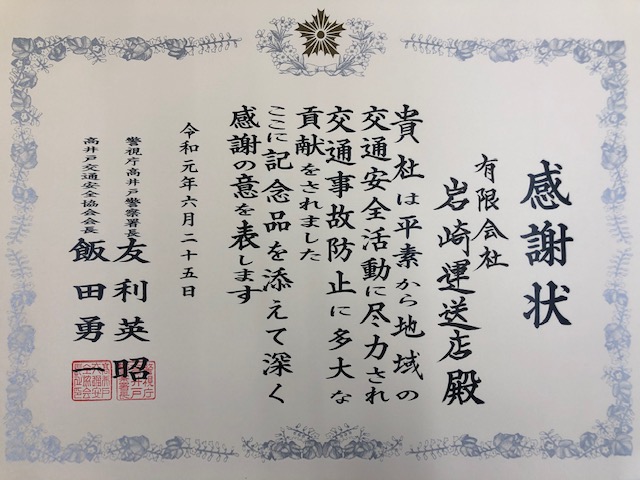 感謝状
有限会社
岩崎運送店殿
貴社は平素から地域の
交通安全活動に尽力され
交通事故防止に多大な
貢献をされました
ここに記念品を添えて深く
感謝の意を表します
令和元年六月二十五日
警視庁高井戸警察署長
友利英昭
高井戸交通安全協会会長
飯田勇一